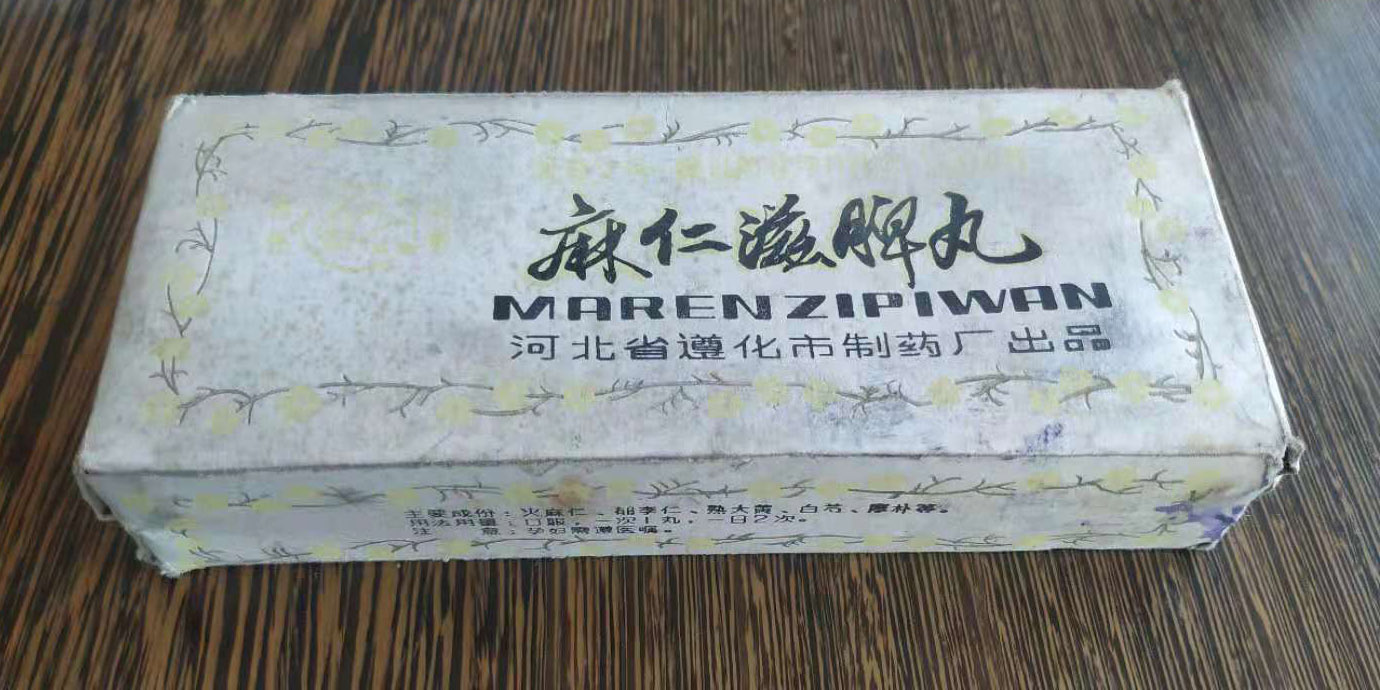 麻仁滋脾丸
MARENZIPIWAN
河北省遵化市制药厂出品
主要成份：火麻仁、郁李仁、熟大黄、白芍、厚朴等。
用法用量：口服，一次1丸，一日2次。
注 意：孕妇需遵医嘱。